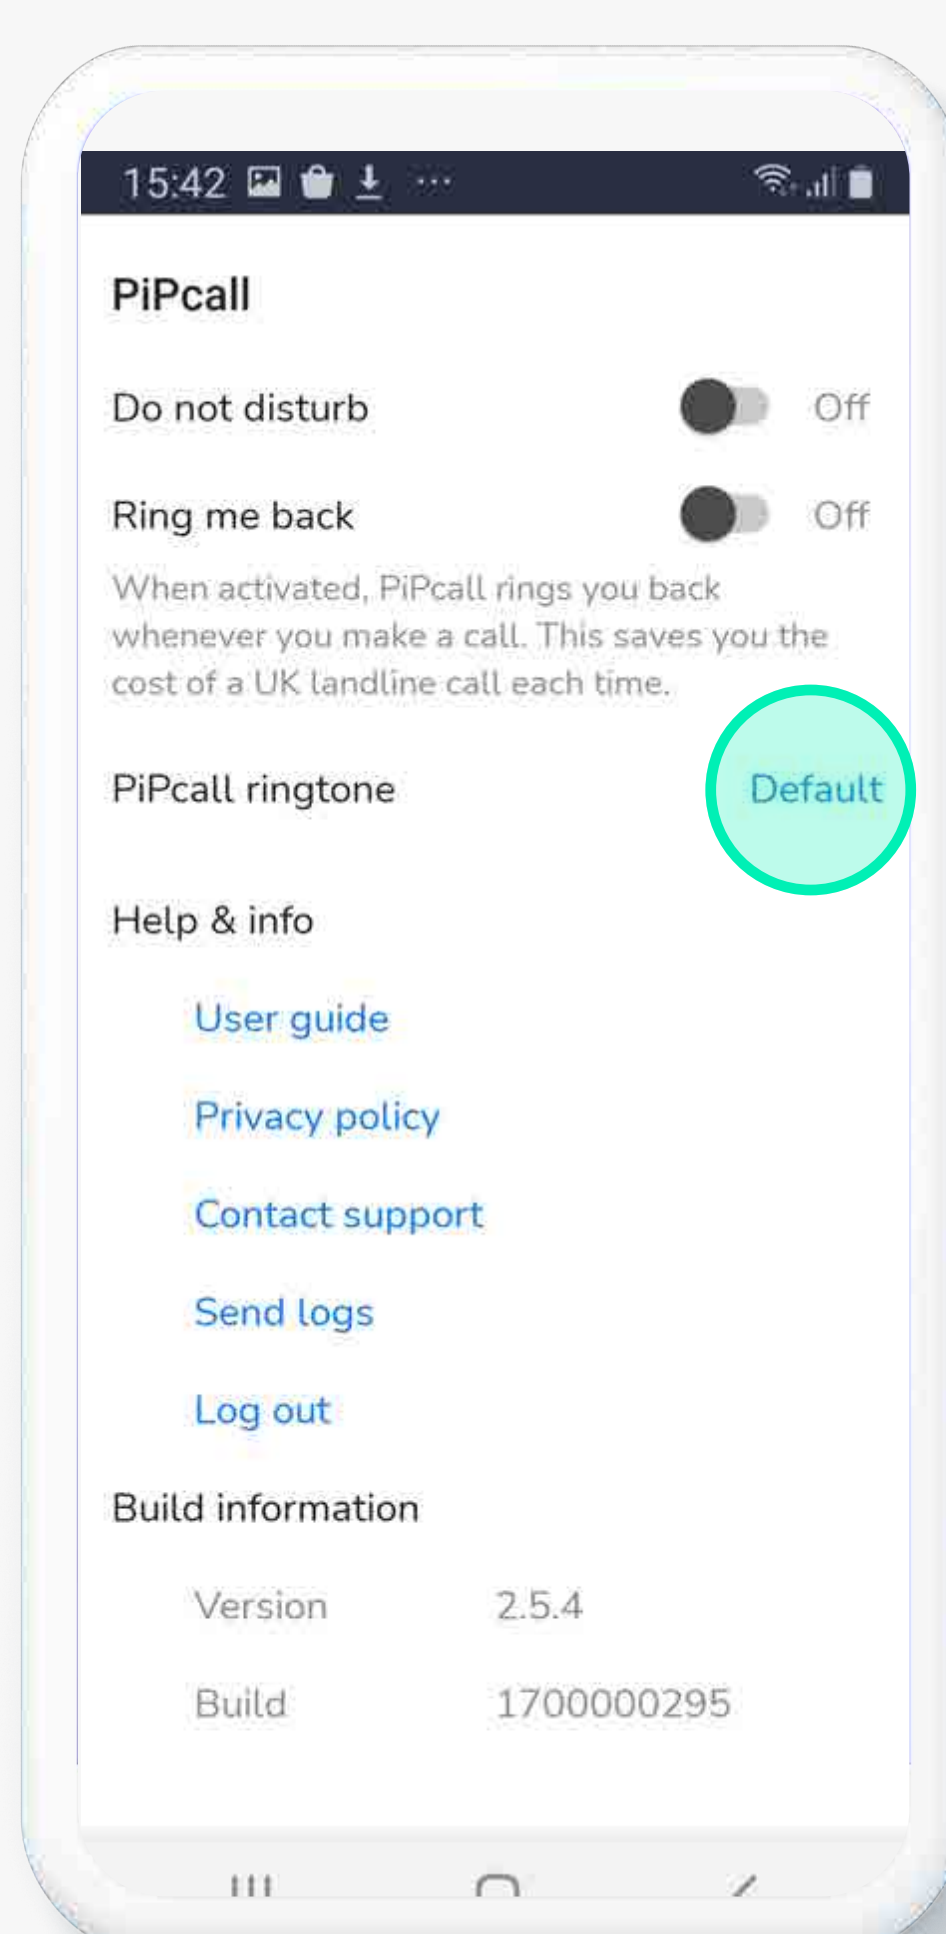 15:42
PiPcall
Do not disturb Off
Ring me back Off
When activated, PiPcall rings you back
whenever you make a call. This saves you the
cost of a UK landline call each time.
PiPcall ringtone Default
Help & info
User guide
Privacy policy
Contact support
Send logs
Log out
Build information
Version 2.5.4
Build 1700000295